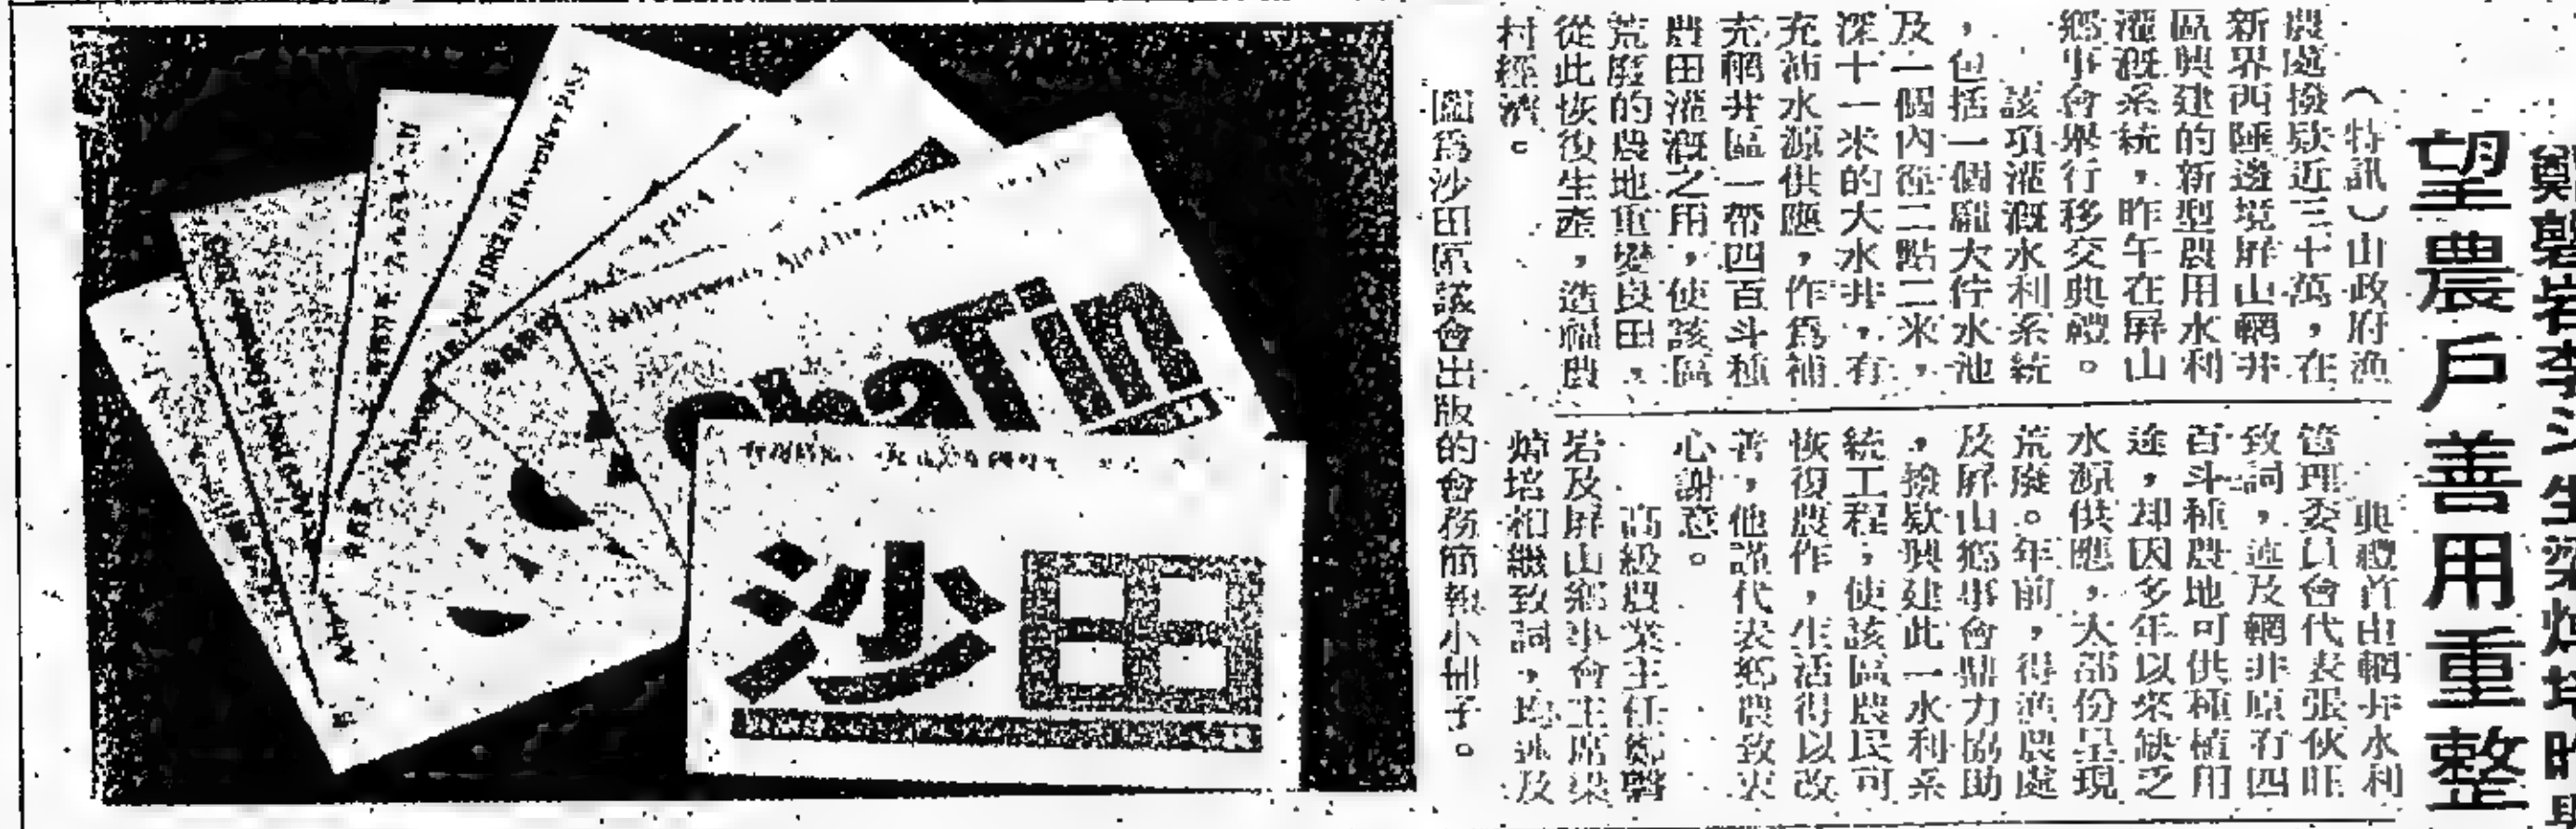 望農戶善用重整
（特訊）由政府漁
農處撥欵近三十萬，在
新界西陲邊境屏山輞井
區興建的新型農用水利
灌溉系統，昨午在屏山
鄉事會舉行移交典禮。
該項灌溉水利系統
，包括一個龐大佇水池
及一個內徑二點二米，
深十一米的大水井，有
充沛水源供應，作爲補
充輞井區一帶四百斗種
農田灌溉之用，使該區
荒廢的農地重變良田，
從此恢復生產，造福農
村經濟。
典禮首由輞井水利
管理委員會代表張伙旺
致詞，述及輞井原有四
百斗種農地可供種植用
途，却因多年以來缺乏
水源供應，大部份呈現
荒廢。年前，得漁農處
及屏山鄉事會鼎力協助
，撥欵興建此一水利系
統工程，使該區農民可
恢復農作，生活得以改
善，他謹代表鄉農致衷
心謝意。
高級農業主任鄭磬
岩及屏山鄉事會主席梁
焯培相繼致詞，均述及
圖爲沙田區該會出版的會務簡報小冊子。
ShaTin
沙田